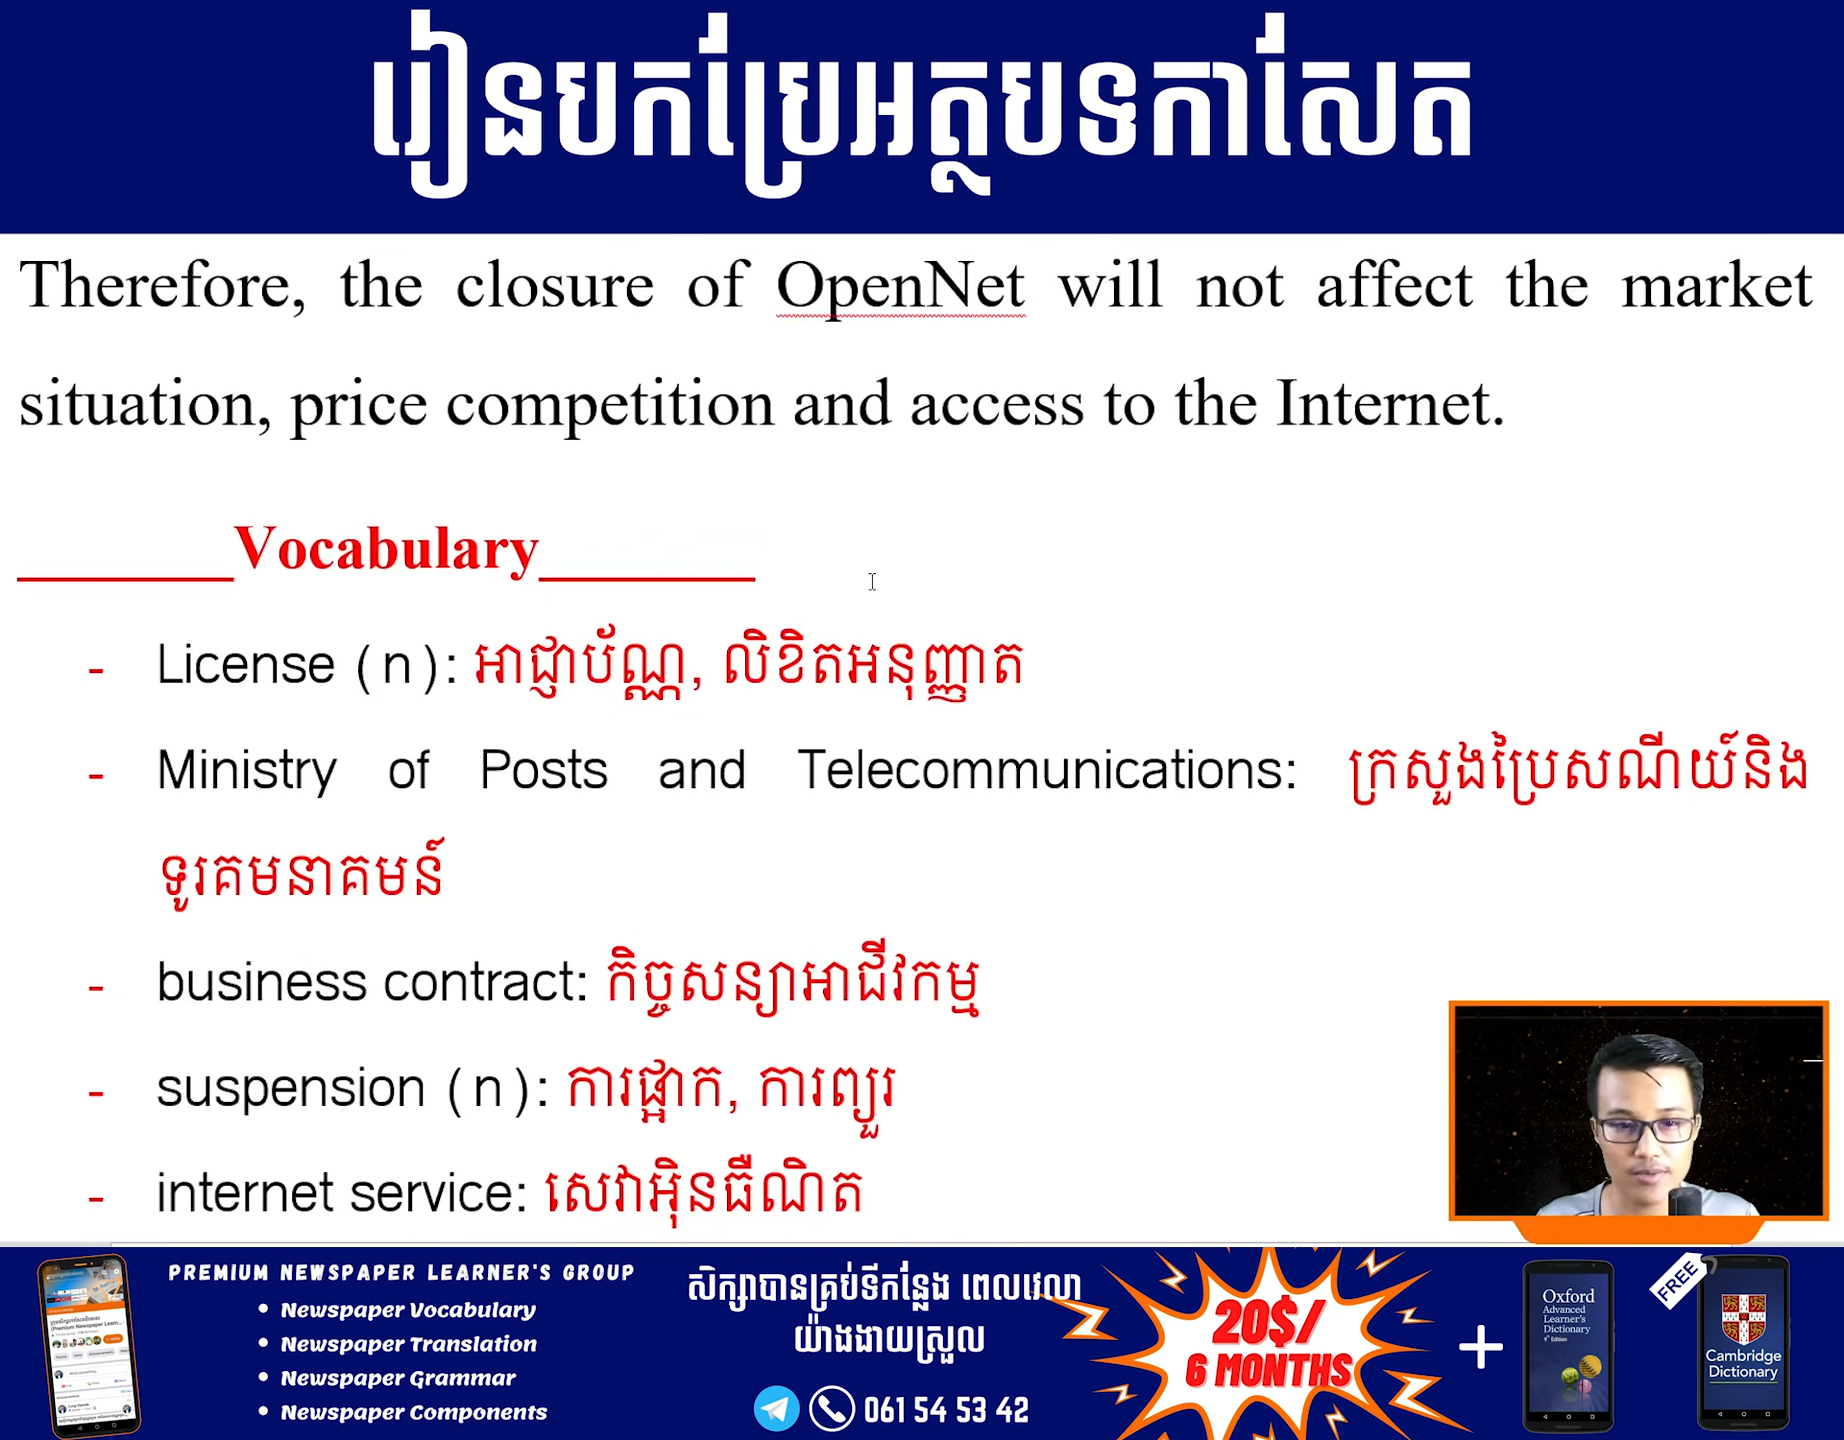 រៀនបកប្រែអត្ថបទកាសែត
Therefore, the closure of OpenNet will not affect the market
situation, price competition and access to the Internet.
_______Vocabulary_______
- License (n): អាជ្ញាប័ណ្ណ, លិខិតអនុញ្ញាត
- Ministry of Posts and Telecommunications: ក្រសួងប្រៃសណីយ៍និង
ទូរគមនាគមន៍
- business contract: កិច្ចសន្យាអាជីវកម្ម
- suspension (n): ការផ្អាក, ការព្យួរ
- internet service: សេវាអ៊ិនធឺណិត
PREMIUM NEWSPAPER LEARNER'S GROUP
• Newspaper Vocabulary
• Newspaper Translation
• Newspaper Grammar
• Newspaper Components
សិក្សាបានគ្រប់ទីកន្លែង ពេលវេលា
យ៉ាងងាយស្រួល
061 54 53 42
20$/
6 MONTHS
+
Oxford
Advanced
Learner's
Dictionary
9th Edition
FREE
Cambridge
Dictionary